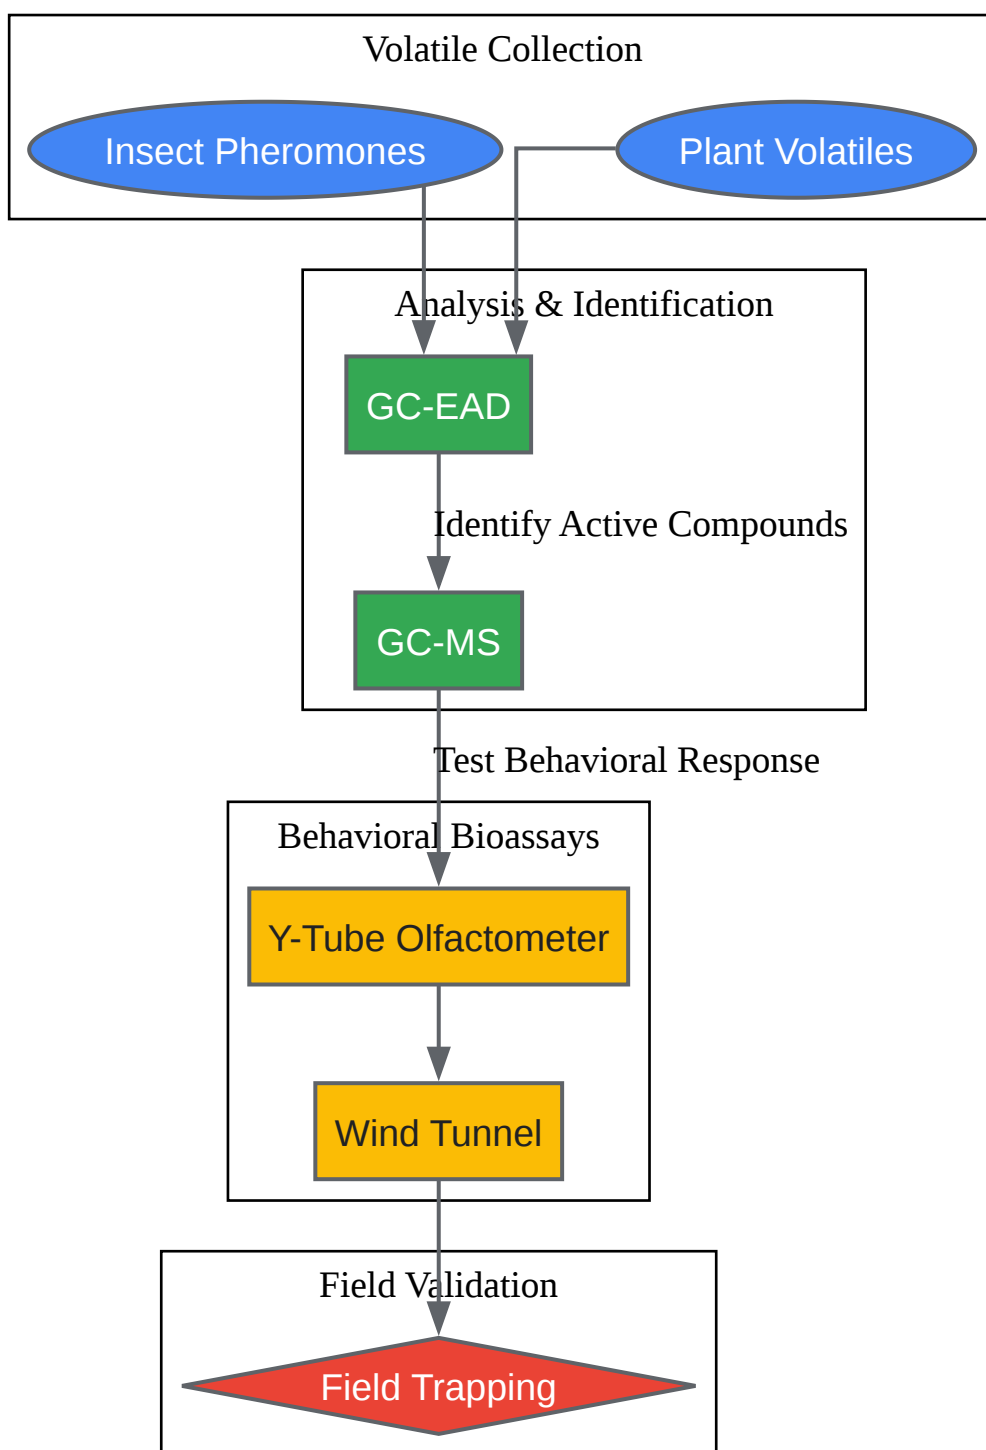 Volatile Collection
Insect Pheromones
Plant Volatiles
Analysis & Identification
GC-EAD
Identify Active Compounds
GC-MS
Test Behavioral Response
Behavioral Bioassays
Y-Tube Olfactometer
Wind Tunnel
Field Validation
Field Trapping